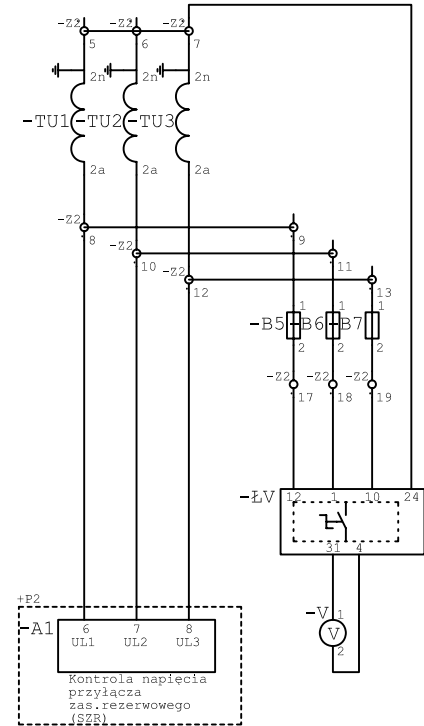 -Z2 -Z2 -Z2
5 6 7
2n 2n 2n
-TU1 -TU2 -TU3
2a 2a 2a
-Z2
8 9
-Z2
10 11
-Z2
12 13
1 1 1
-B5 -B6 -B7
2 2 2
-Z2 -Z2 -Z2
17 18 19
-ŁV 12 1 10 24
31 4
+P2
-A1 6 7 8
UL1 UL2 UL3
-V 1
V
2
Kontrola napięcia
przyłącza
zas.rezerwowego
(SZR)